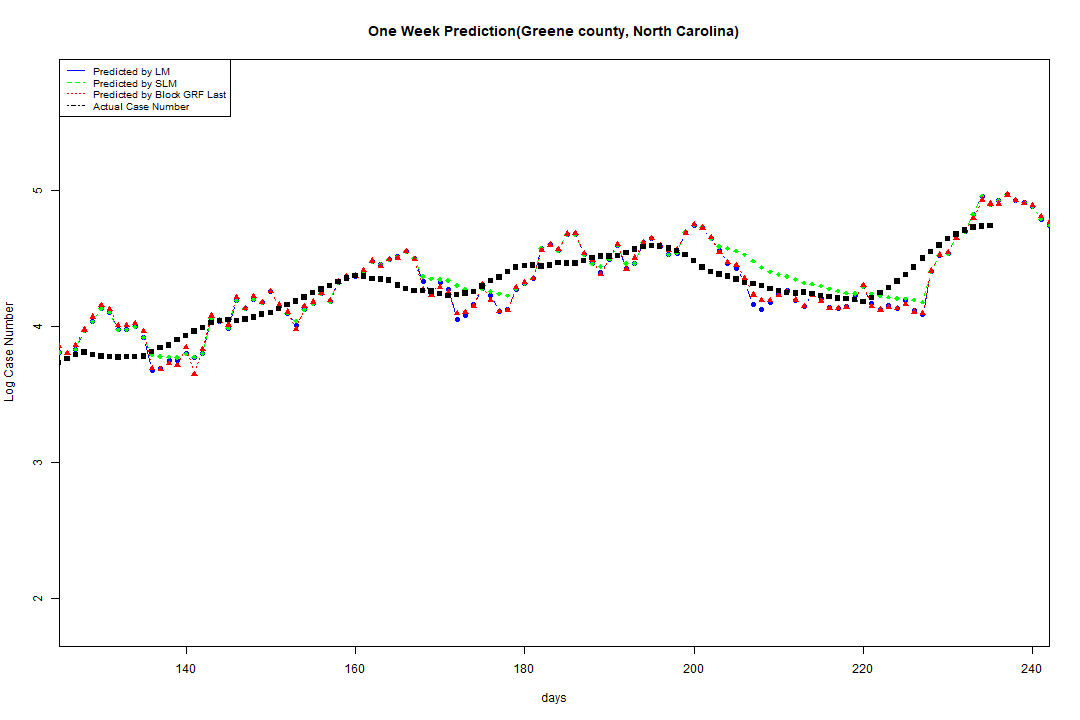 One Week Prediction(Greene county, North Carolina)
Predicted by LM
Predicted by SLM
Predicted by Block GRF Last
Actual Case Number
Log Case Number
5
4
3
2
140 160 180 200 220 240
days